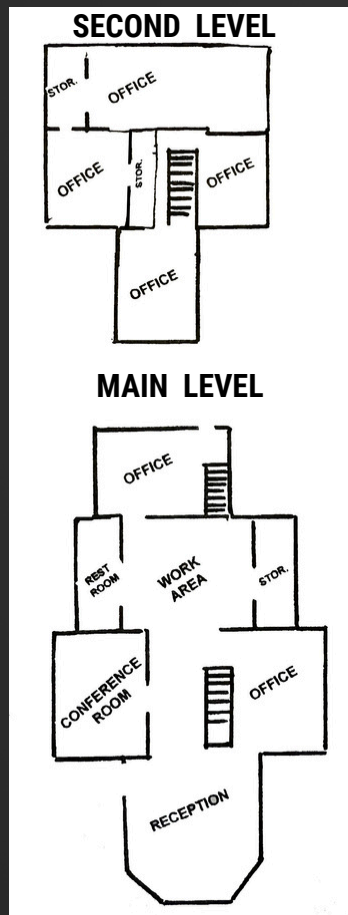 SECOND LEVEL
STOR.
OFFICE
OFFICE
STOR.
OFFICE
OFFICE
MAIN LEVEL
OFFICE
REST
ROOM
WORK
AREA
STOR.
CONFERENCE
ROOM
OFFICE
RECEPTION